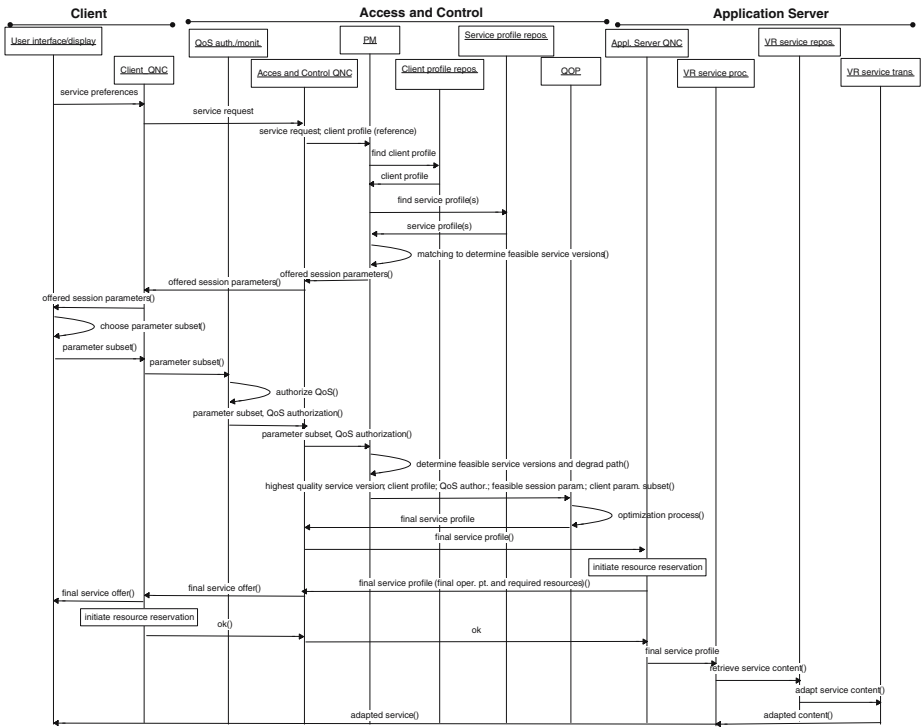 Client
Access and Control
Application Server
User interface/display
QoS auth./monit.
PM
Service profile repos.
Appl. Server QNC
VR service repos.
Client_QNC
Acces and Control QNC
Client profile repos.
QOP
VR service proc.
VR service trans.
service preferences
service request
service request; client profile (reference)
find client profile
client profile
find service profile(s)
service profile(s)
matching to determine feasible service versions()
offered session parameters()
offered session parameters()
offered session parameters()
choose parameter subset()
parameter subset()
parameter subset()
authorize QoS()
parameter subset, QoS authorization()
parameter subset, QoS authorization()
determine feasible service versions and degrad path()
highest quality service version; client profile; QoS author.; feasible session param.; client param. subset()
optimization process()
final service profile
final service profile()
initiate resource reservation
final service profile (final oper. pt. and required resources)()
final service offer()
final service offer()
initiate resource reservation
ok()
ok
final service profile
retrieve service content()
adapt service content()
adapted content()
adapted service()